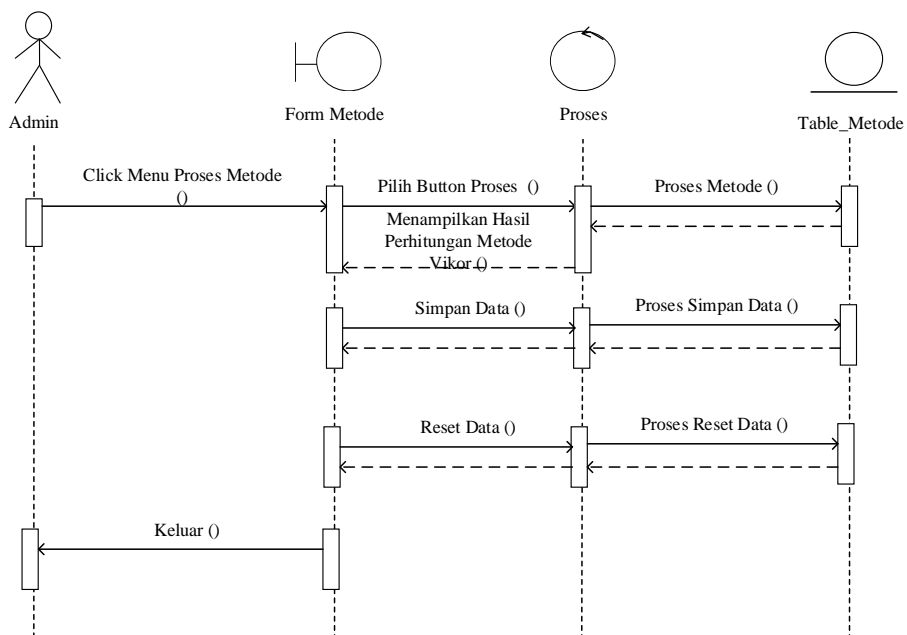 Admin
Form Metode
Proses
Table_Metode
Click Menu Proses Metode
()
Pilih Button Proses ()
Proses Metode ()
Menampilkan Hasil
Perhitungan Metode
Vikor ()
Simpan Data ()
Proses Simpan Data ()
Reset Data ()
Proses Reset Data ()
Keluar ()